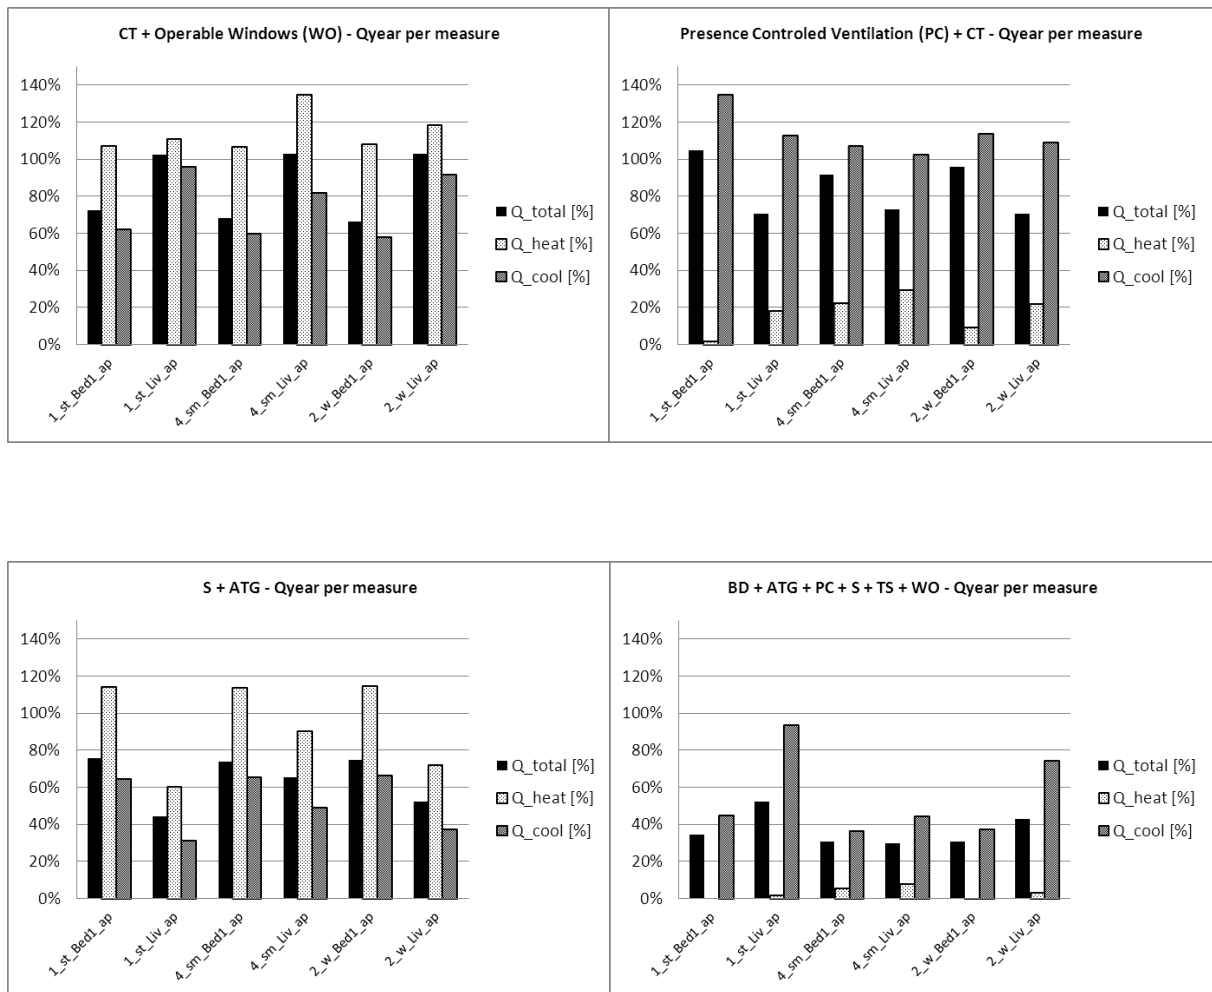 CT + Operable Windows (WO) - Qyear per measure
140%
120%
100%
80%
60%
40%
20%
0%
1_st_Bed1_ap
1_st_Liv_ap
4_sm_Bed1_ap
4_sm_Liv_ap
2_w_Bed1_ap
2_w_Liv_ap
Q_total [%]
Q_heat [%]
Q_cool [%]
Presence Controled Ventilation (PC) + CT - Qyear per measure
140%
120%
100%
80%
60%
40%
20%
0%
1_st_Bed1_ap
1_st_Liv_ap
4_sm_Bed1_ap
4_sm_Liv_ap
2_w_Bed1_ap
2_w_Liv_ap
Q_total [%]
Q_heat [%]
Q_cool [%]
S + ATG - Qyear per measure
140%
120%
100%
80%
60%
40%
20%
0%
1_st_Bed1_ap
1_st_Liv_ap
4_sm_Bed1_ap
4_sm_Liv_ap
2_w_Bed1_ap
2_w_Liv_ap
Q_total [%]
Q_heat [%]
Q_cool [%]
BD + ATG + PC + S + TS + WO - Qyear per measure
140%
120%
100%
80%
60%
40%
20%
0%
1_st_Bed1_ap
1_st_Liv_ap
4_sm_Bed1_ap
4_sm_Liv_ap
2_w_Bed1_ap
2_w_Liv_ap
Q_total [%]
Q_heat [%]
Q_cool [%]